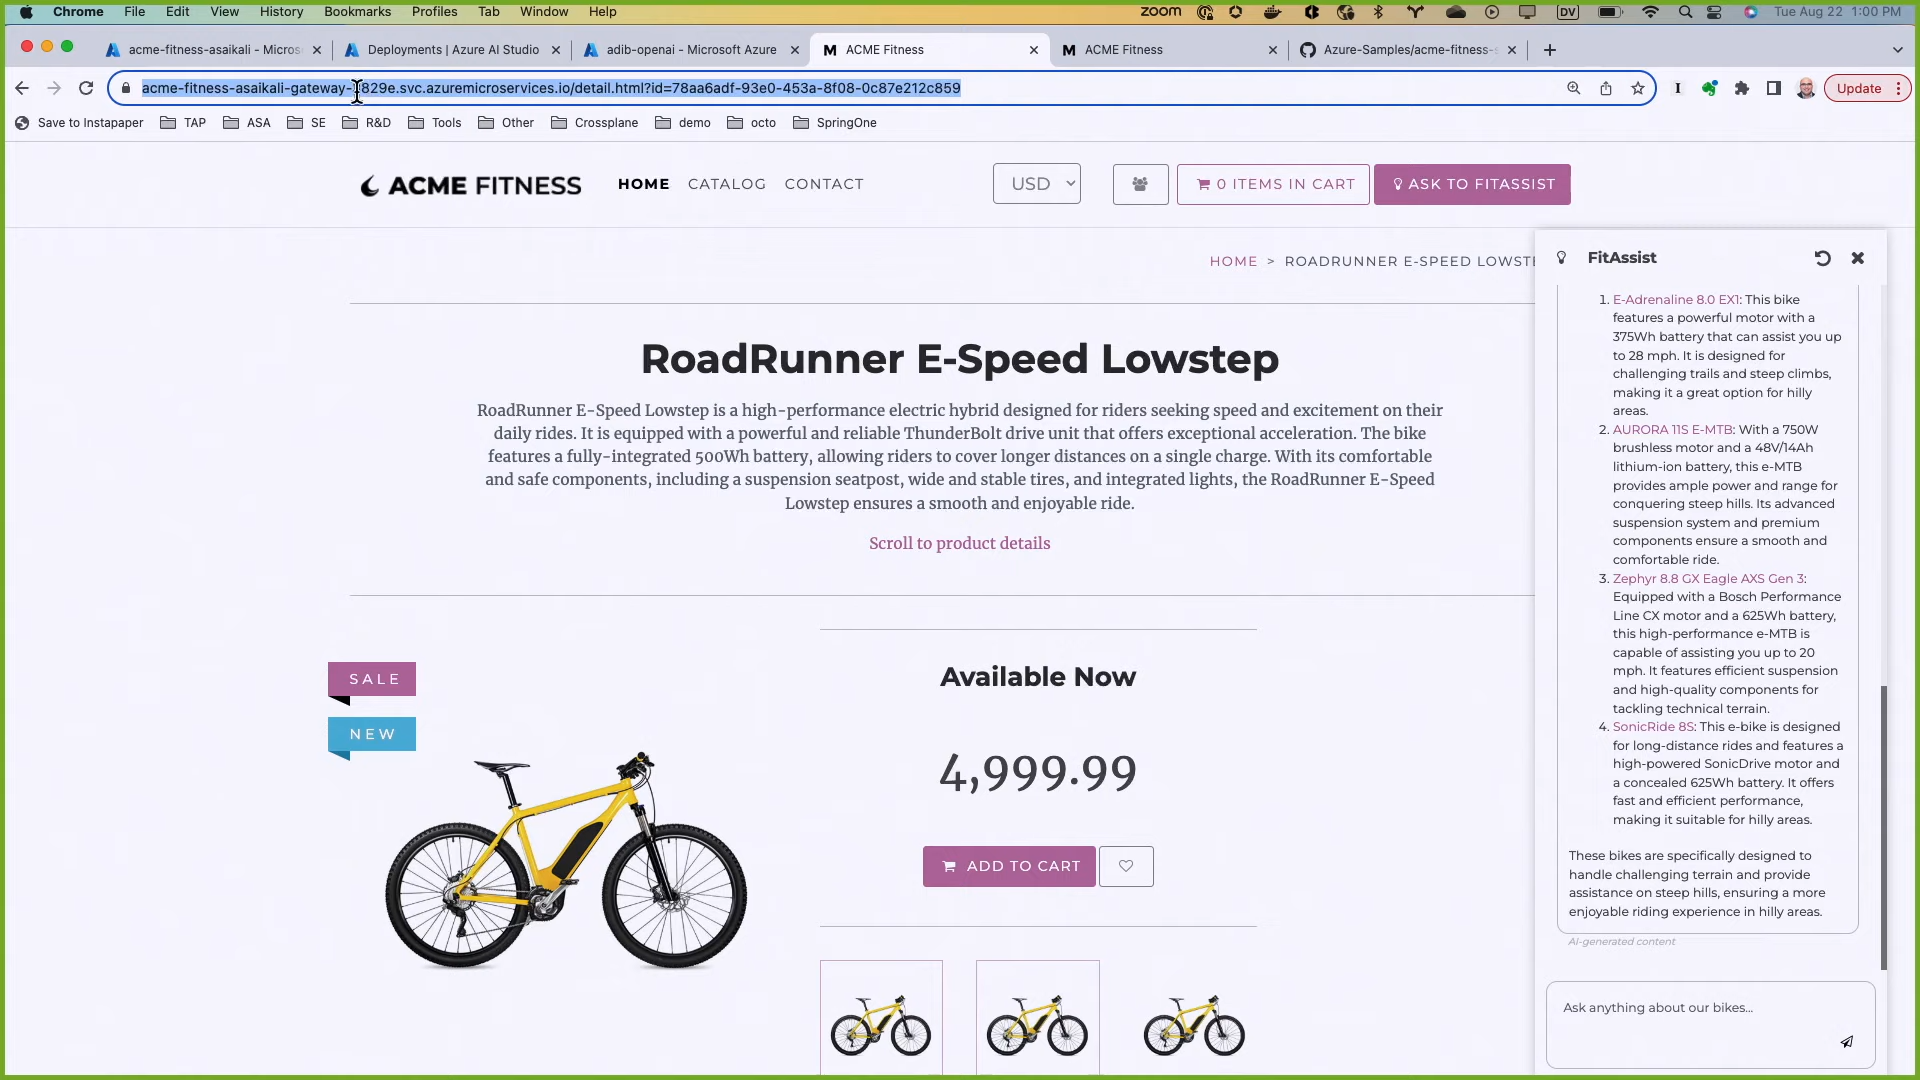 Chrome File Edit View History Bookmarks Profiles Tab Window Help zoom DV Tue Aug 22 1:00 PM
acme-fitness-asaikali - Micros
Deployments | Azure AI Studio
adib-openai - Microsoft Azure
ACME Fitness
ACME Fitness
Azure-Samples/acme-fitness-s
acme-fitness-asaikali-gateway- 829e.svc.azuremicroservices.io/detail.html?id=78aa6adf-93e0-453a-8f08-0c87e212c859
Update
Save to Instapaper TAP ASA SE R&D Tools Other Crossplane demo octo SpringOne
ACME FITNESS HOME CATALOG CONTACT USD 0 ITEMS IN CART ASK TO FITASSIST
HOME > ROADRUNNER E-SPEED LOWSTE
RoadRunner E-Speed Lowstep
RoadRunner E-Speed Lowstep is a high-performance electric hybrid designed for riders seeking speed and excitement on their
daily rides. It is equipped with a powerful and reliable ThunderBolt drive unit that offers exceptional acceleration. The bike
features a fully-integrated 500Wh battery, allowing riders to cover longer distances on a single charge. With its comfortable
and safe components, including a suspension seatpost, wide and stable tires, and integrated lights, the RoadRunner E-Speed
Lowstep ensures a smooth and enjoyable ride.
Scroll to product details
SALE
NEW
Available Now
4,999.99
ADD TO CART
FitAssist
1. E-Adrenaline 8.0 EX1: This bike
features a powerful motor with a
375Wh battery that can assist you up
to 28 mph. It is designed for
challenging trails and steep climbs,
making it a great option for hilly
areas.
2. AURORA 11S E-MTB: With a 750W
brushless motor and a 48V/14Ah
lithium-ion battery, this e-MTB
provides ample power and range for
conquering steep hills. Its advanced
suspension system and premium
components ensure a smooth and
comfortable ride.
3. Zephyr 8.8 GX Eagle AXS Gen 3:
Equipped with a Bosch Performance
Line CX motor and a 625Wh battery,
this high-performance e-MTB is
capable of assisting you up to 20
mph. It features efficient suspension
and high-quality components for
tackling technical terrain.
4. SonicRide 8S: This e-bike is designed
for long-distance rides and features a
high-powered SonicDrive motor and
a concealed 625Wh battery. It offers
fast and efficient performance,
making it suitable for hilly areas.
These bikes are specifically designed to
handle challenging terrain and provide
assistance on steep hills, ensuring a more
enjoyable riding experience in hilly areas.
AI-generated content
Ask anything about our bikes...